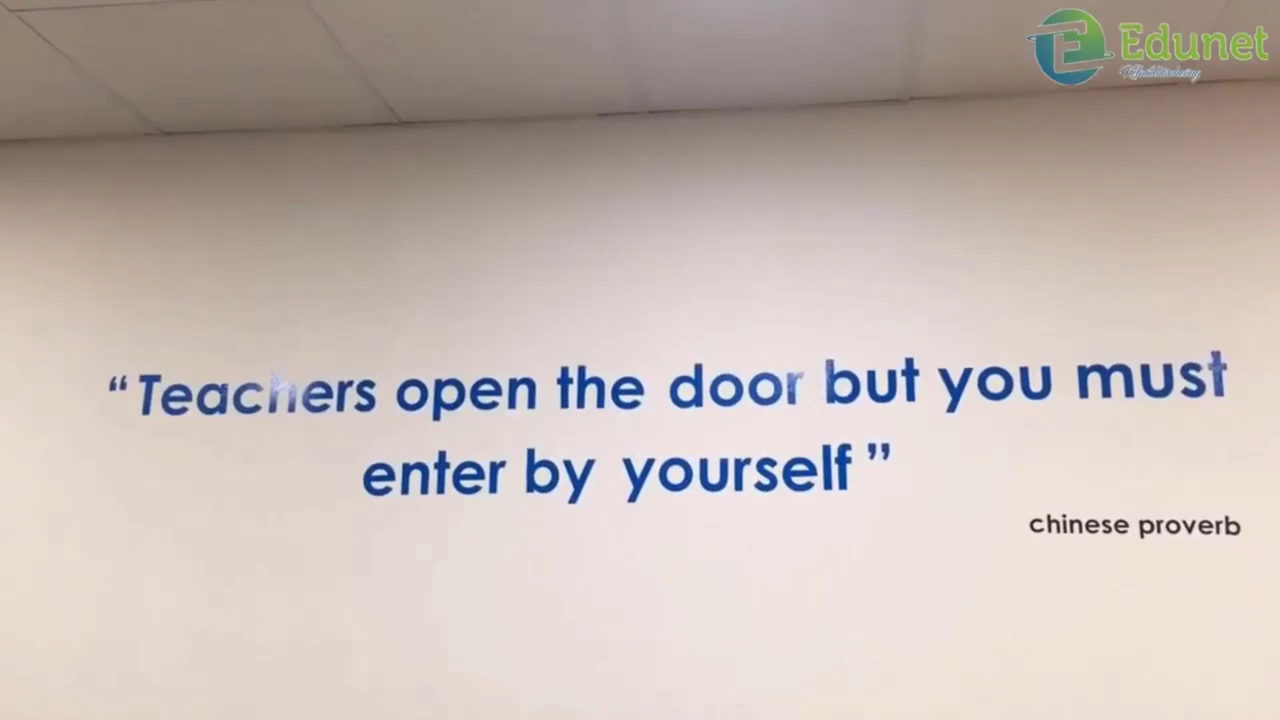 Edunet
“Teachers open the door but you must
enter by yourself”
chinese proverb